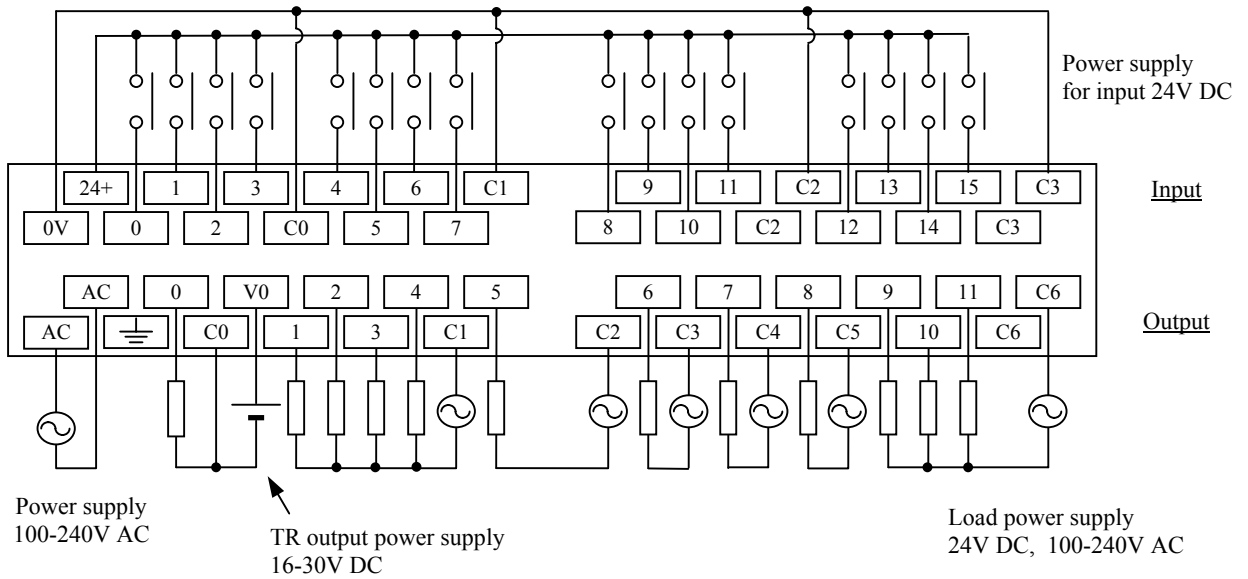 Power supply
for input 24V DC
24+ 1 3 4 6 C1 9 11 C2 13 15 C3
Input
0V 0 2 C0 5 7 8 10 C2 12 14 C3
AC 0 V0 2 4 5 6 7 8 9 11 C6
Output
AC C0 1 3 C1 C2 C3 C4 C5 10 C6
Power supply
100-240V AC
TR output power supply
16-30V DC
Load power supply
24V DC, 100-240V AC